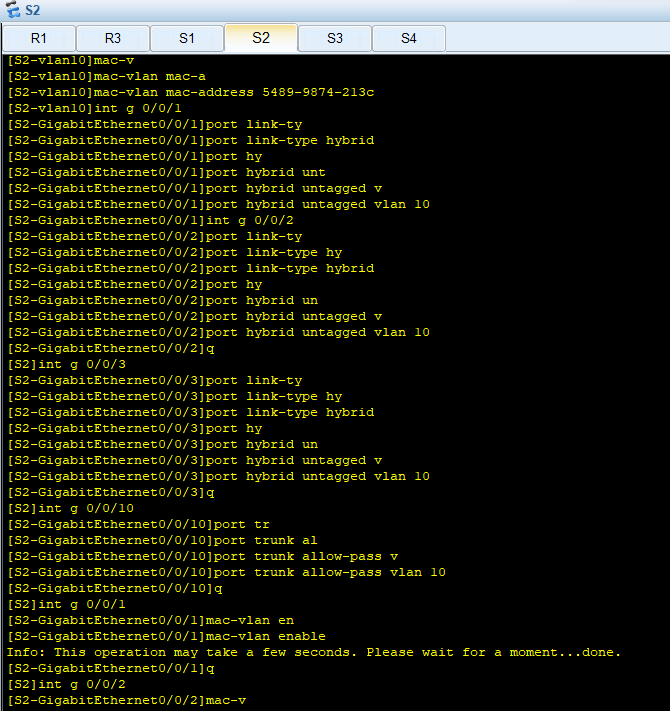 S2
R1 R3 S1 S2 S3 S4
[S2-vlan10]mac-v
[S2-vlan10]mac-vlan mac-a
[S2-vlan10]mac-vlan mac-address 5489-9874-213c
[S2-vlan10]int g 0/0/1
[S2-GigabitEthernet0/0/1]port link-ty
[S2-GigabitEthernet0/0/1]port link-type hybrid
[S2-GigabitEthernet0/0/1]port hy
[S2-GigabitEthernet0/0/1]port hybrid unt
[S2-GigabitEthernet0/0/1]port hybrid untagged v
[S2-GigabitEthernet0/0/1]port hybrid untagged vlan 10
[S2-GigabitEthernet0/0/1]int g 0/0/2
[S2-GigabitEthernet0/0/2]port link-ty
[S2-GigabitEthernet0/0/2]port link-type hy
[S2-GigabitEthernet0/0/2]port link-type hybrid
[S2-GigabitEthernet0/0/2]port hy
[S2-GigabitEthernet0/0/2]port hybrid un
[S2-GigabitEthernet0/0/2]port hybrid untagged v
[S2-GigabitEthernet0/0/2]port hybrid untagged vlan 10
[S2-GigabitEthernet0/0/2]q
[S2]int g 0/0/3
[S2-GigabitEthernet0/0/3]port link-ty
[S2-GigabitEthernet0/0/3]port link-type hy
[S2-GigabitEthernet0/0/3]port link-type hybrid
[S2-GigabitEthernet0/0/3]port hy
[S2-GigabitEthernet0/0/3]port hybrid un
[S2-GigabitEthernet0/0/3]port hybrid untagged v
[S2-GigabitEthernet0/0/3]port hybrid untagged vlan 10
[S2-GigabitEthernet0/0/3]q
[S2]int g 0/0/10
[S2-GigabitEthernet0/0/10]port tr
[S2-GigabitEthernet0/0/10]port trunk al
[S2-GigabitEthernet0/0/10]port trunk allow-pass v
[S2-GigabitEthernet0/0/10]port trunk allow-pass vlan 10
[S2-GigabitEthernet0/0/10]q
[S2]int g 0/0/1
[S2-GigabitEthernet0/0/1]mac-vlan en
[S2-GigabitEthernet0/0/1]mac-vlan enable
Info: This operation may take a few seconds. Please wait for a moment...done.
[S2-GigabitEthernet0/0/1]q
[S2]int g 0/0/2
[S2-GigabitEthernet0/0/2]mac-v